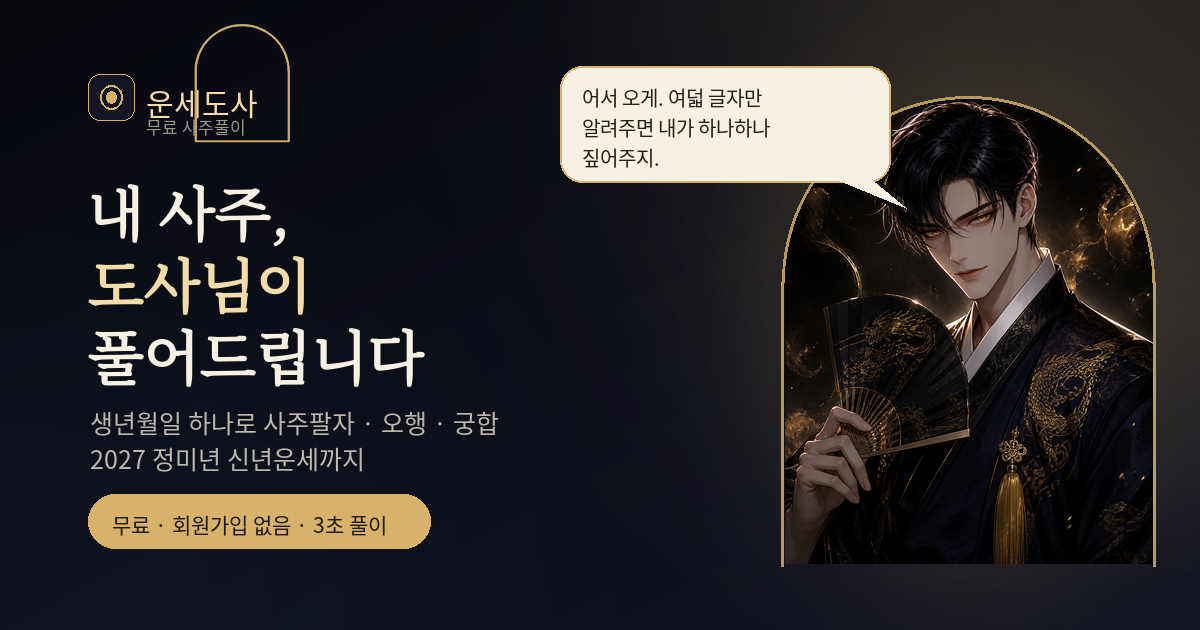 운세도사
무료 사주풀이
어서 오게. 여덟 글자만
알려주면 내가 하나하나
짚어주지.
내 사주,
도사님이
풀어드립니다
생년월일 하나로 사주팔자 · 오행 · 궁합
2027 정미년 신년운세까지
무료 · 회원가입 없음 · 3초 풀이